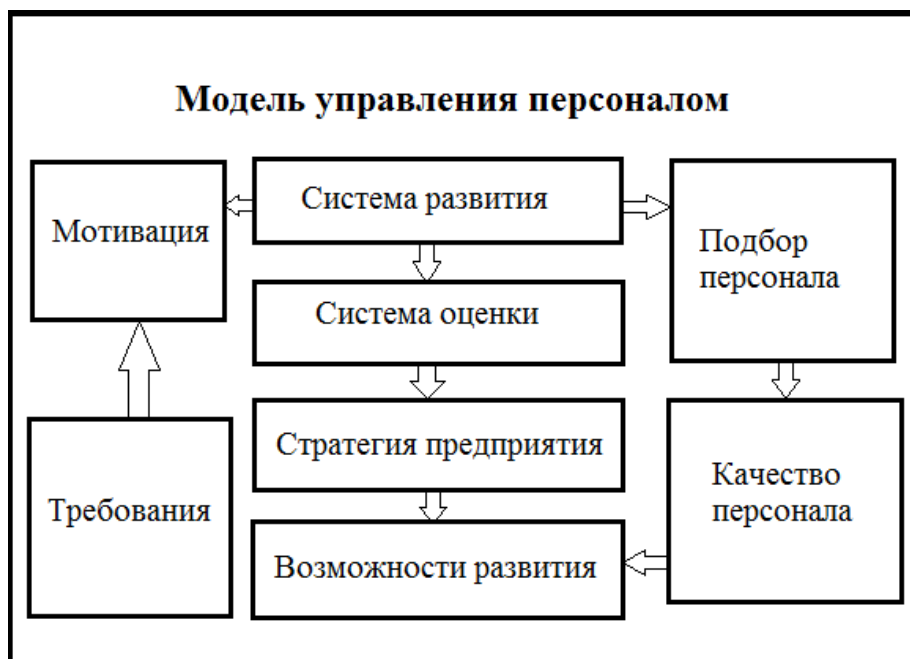 Модель управления персоналом
Мотивация
Система развития
Подбор
персонала
Система оценки
Требования
Стратегия предприятия
Качество
персонала
Возможности развития